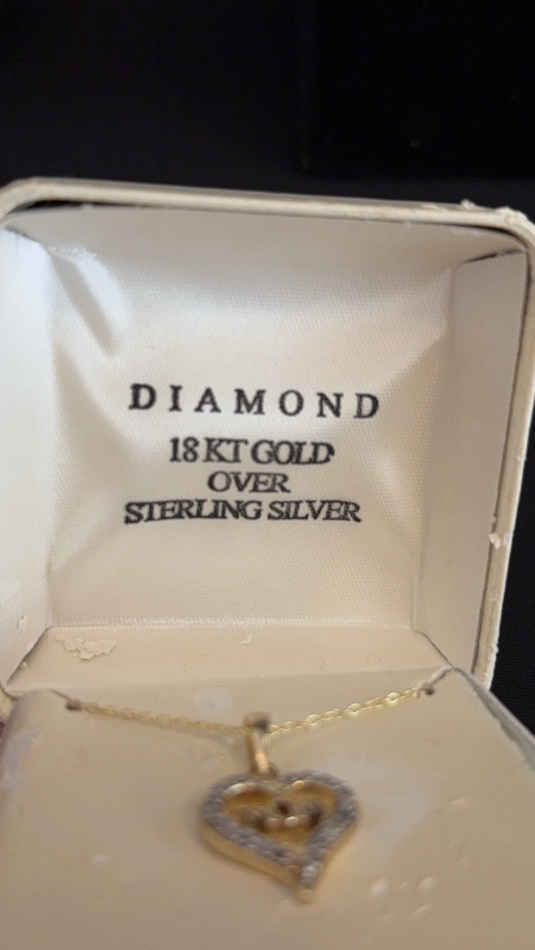 DIAMOND
18 KT GOLD
OVER
STERLING SILVER